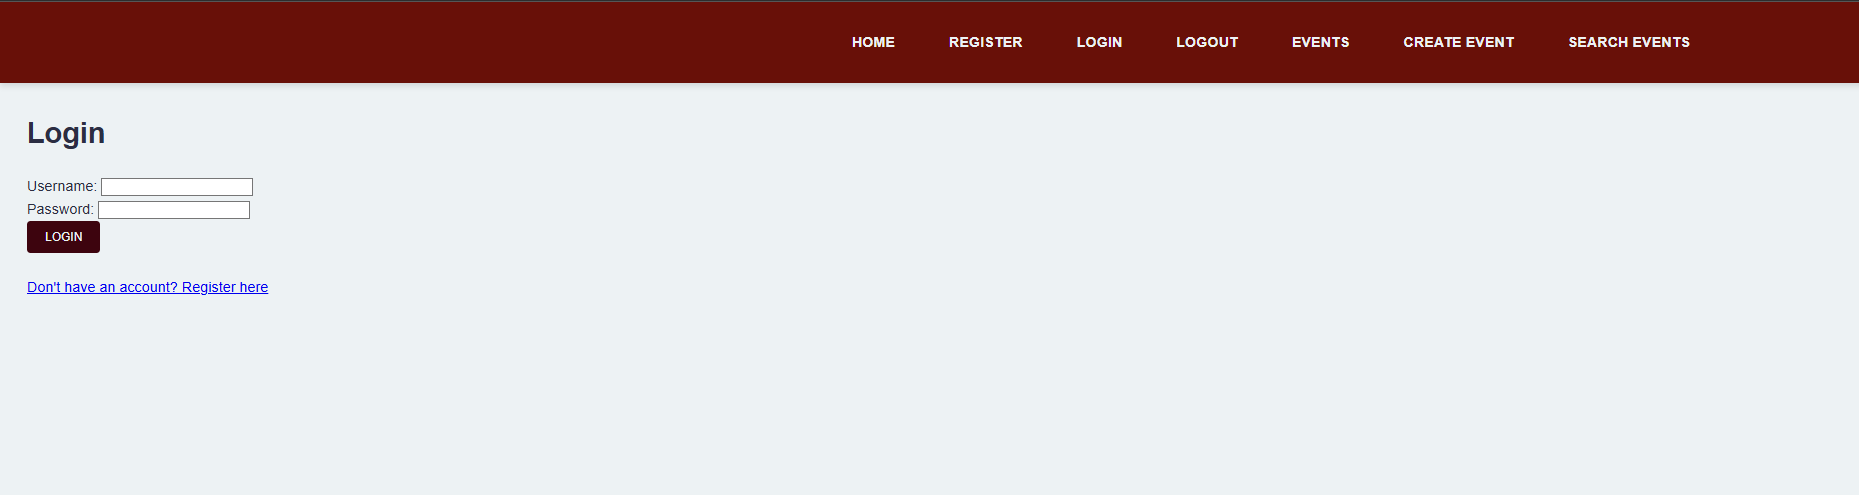 HOME REGISTER LOGIN LOGOUT EVENTS CREATE EVENT SEARCH EVENTS
Login
Username:
Password:
LOGIN
Don't have an account? Register here